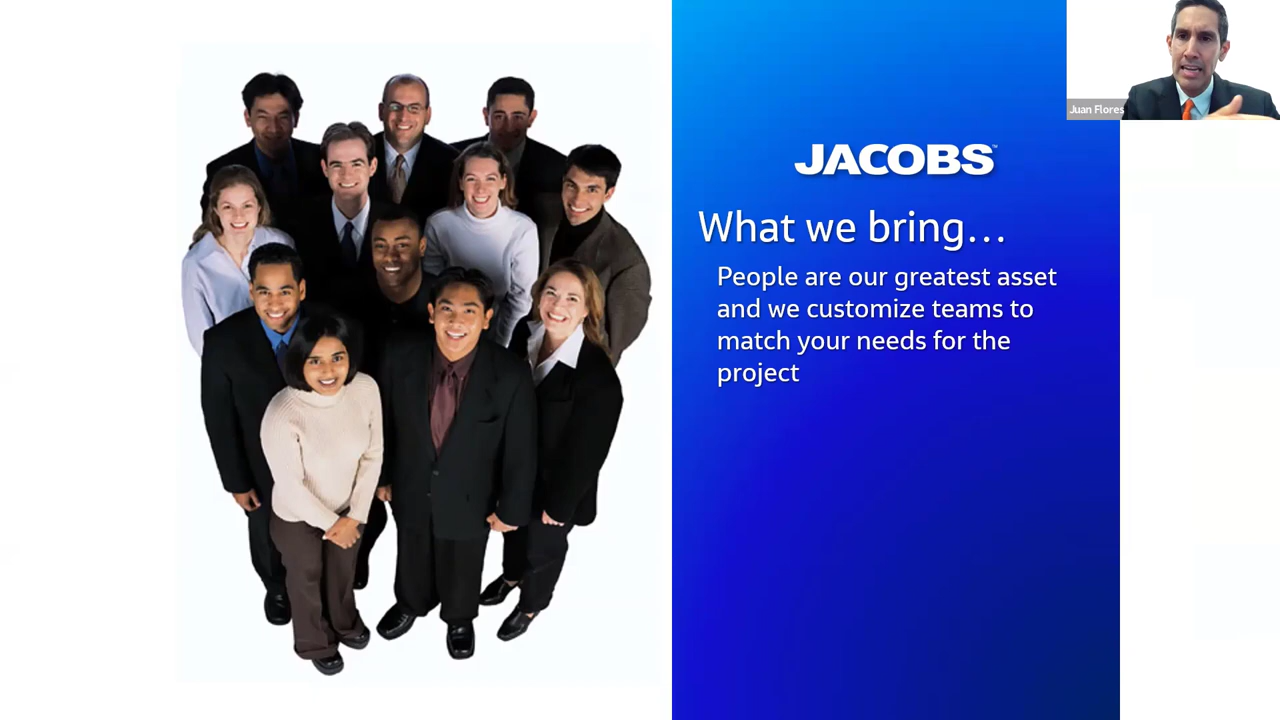 Juan Flores
JACOBS™
What we bring...
People are our greatest asset
and we customize teams to
match your needs for the
project